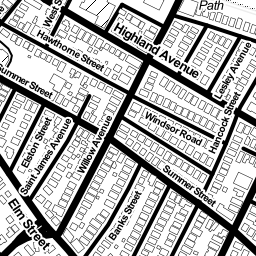 Path
West S
Highland Avenue
Hawthorne Street
Lesley Avenue
Summer Street
Hancock Street
Windsor Road
Elston Street
Saint James Avenue
Willow Avenue
Summer Street
Banks Street
Elm Street